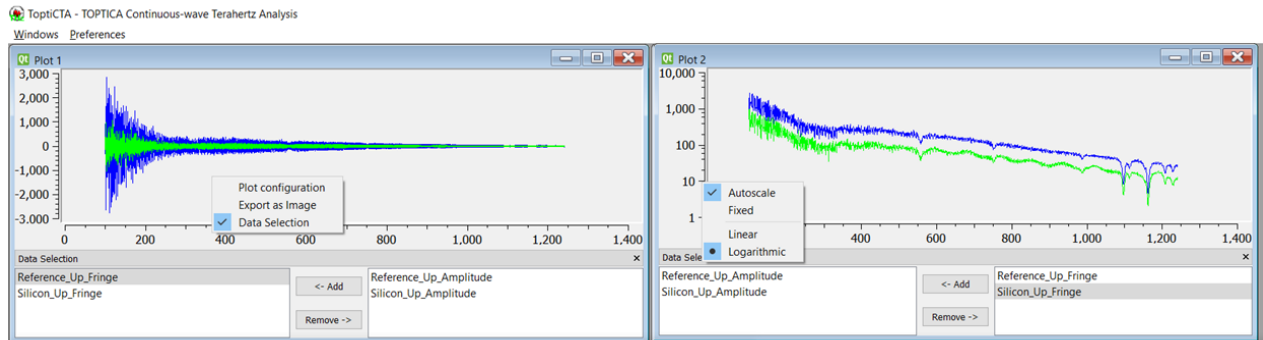 ToptiCTA - TOPTICA Continuous-wave Terahertz Analysis
Windows Preferences
Qt Plot 1
3,000
2,000
1,000
0
-1,000
-2,000
-3.000
Plot configuration
Export as Image
Data Selection
0 200 400 600 800 1,000 1,200 1,400
Data Selection
Reference_Up_Fringe
Silicon_Up_Fringe
<- Add
Remove ->
Reference_Up_Amplitude
Silicon_Up_Amplitude
Qt Plot 2
10,000
1,000
100
10
1
Autoscale
Fixed
Linear
Logarithmic
400 600 800 1,000 1,200 1,400
Data Sele
Reference_Up_Amplitude
Silicon_Up_Amplitude
<- Add
Remove ->
Reference_Up_Fringe
Silicon_Up_Fringe